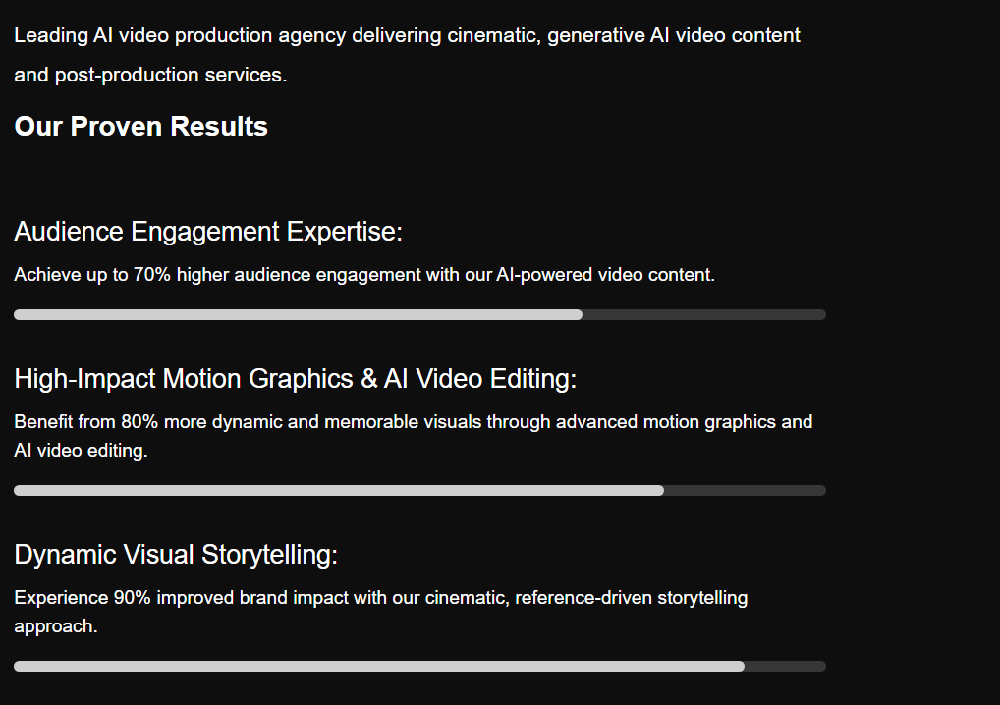 Leading AI video production agency delivering cinematic, generative AI video content
and post-production services.
Our Proven Results
Audience Engagement Expertise:
Achieve up to 70% higher audience engagement with our AI-powered video content.
High-Impact Motion Graphics & AI Video Editing:
Benefit from 80% more dynamic and memorable visuals through advanced motion graphics and
AI video editing.
Dynamic Visual Storytelling:
Experience 90% improved brand impact with our cinematic, reference-driven storytelling
approach.